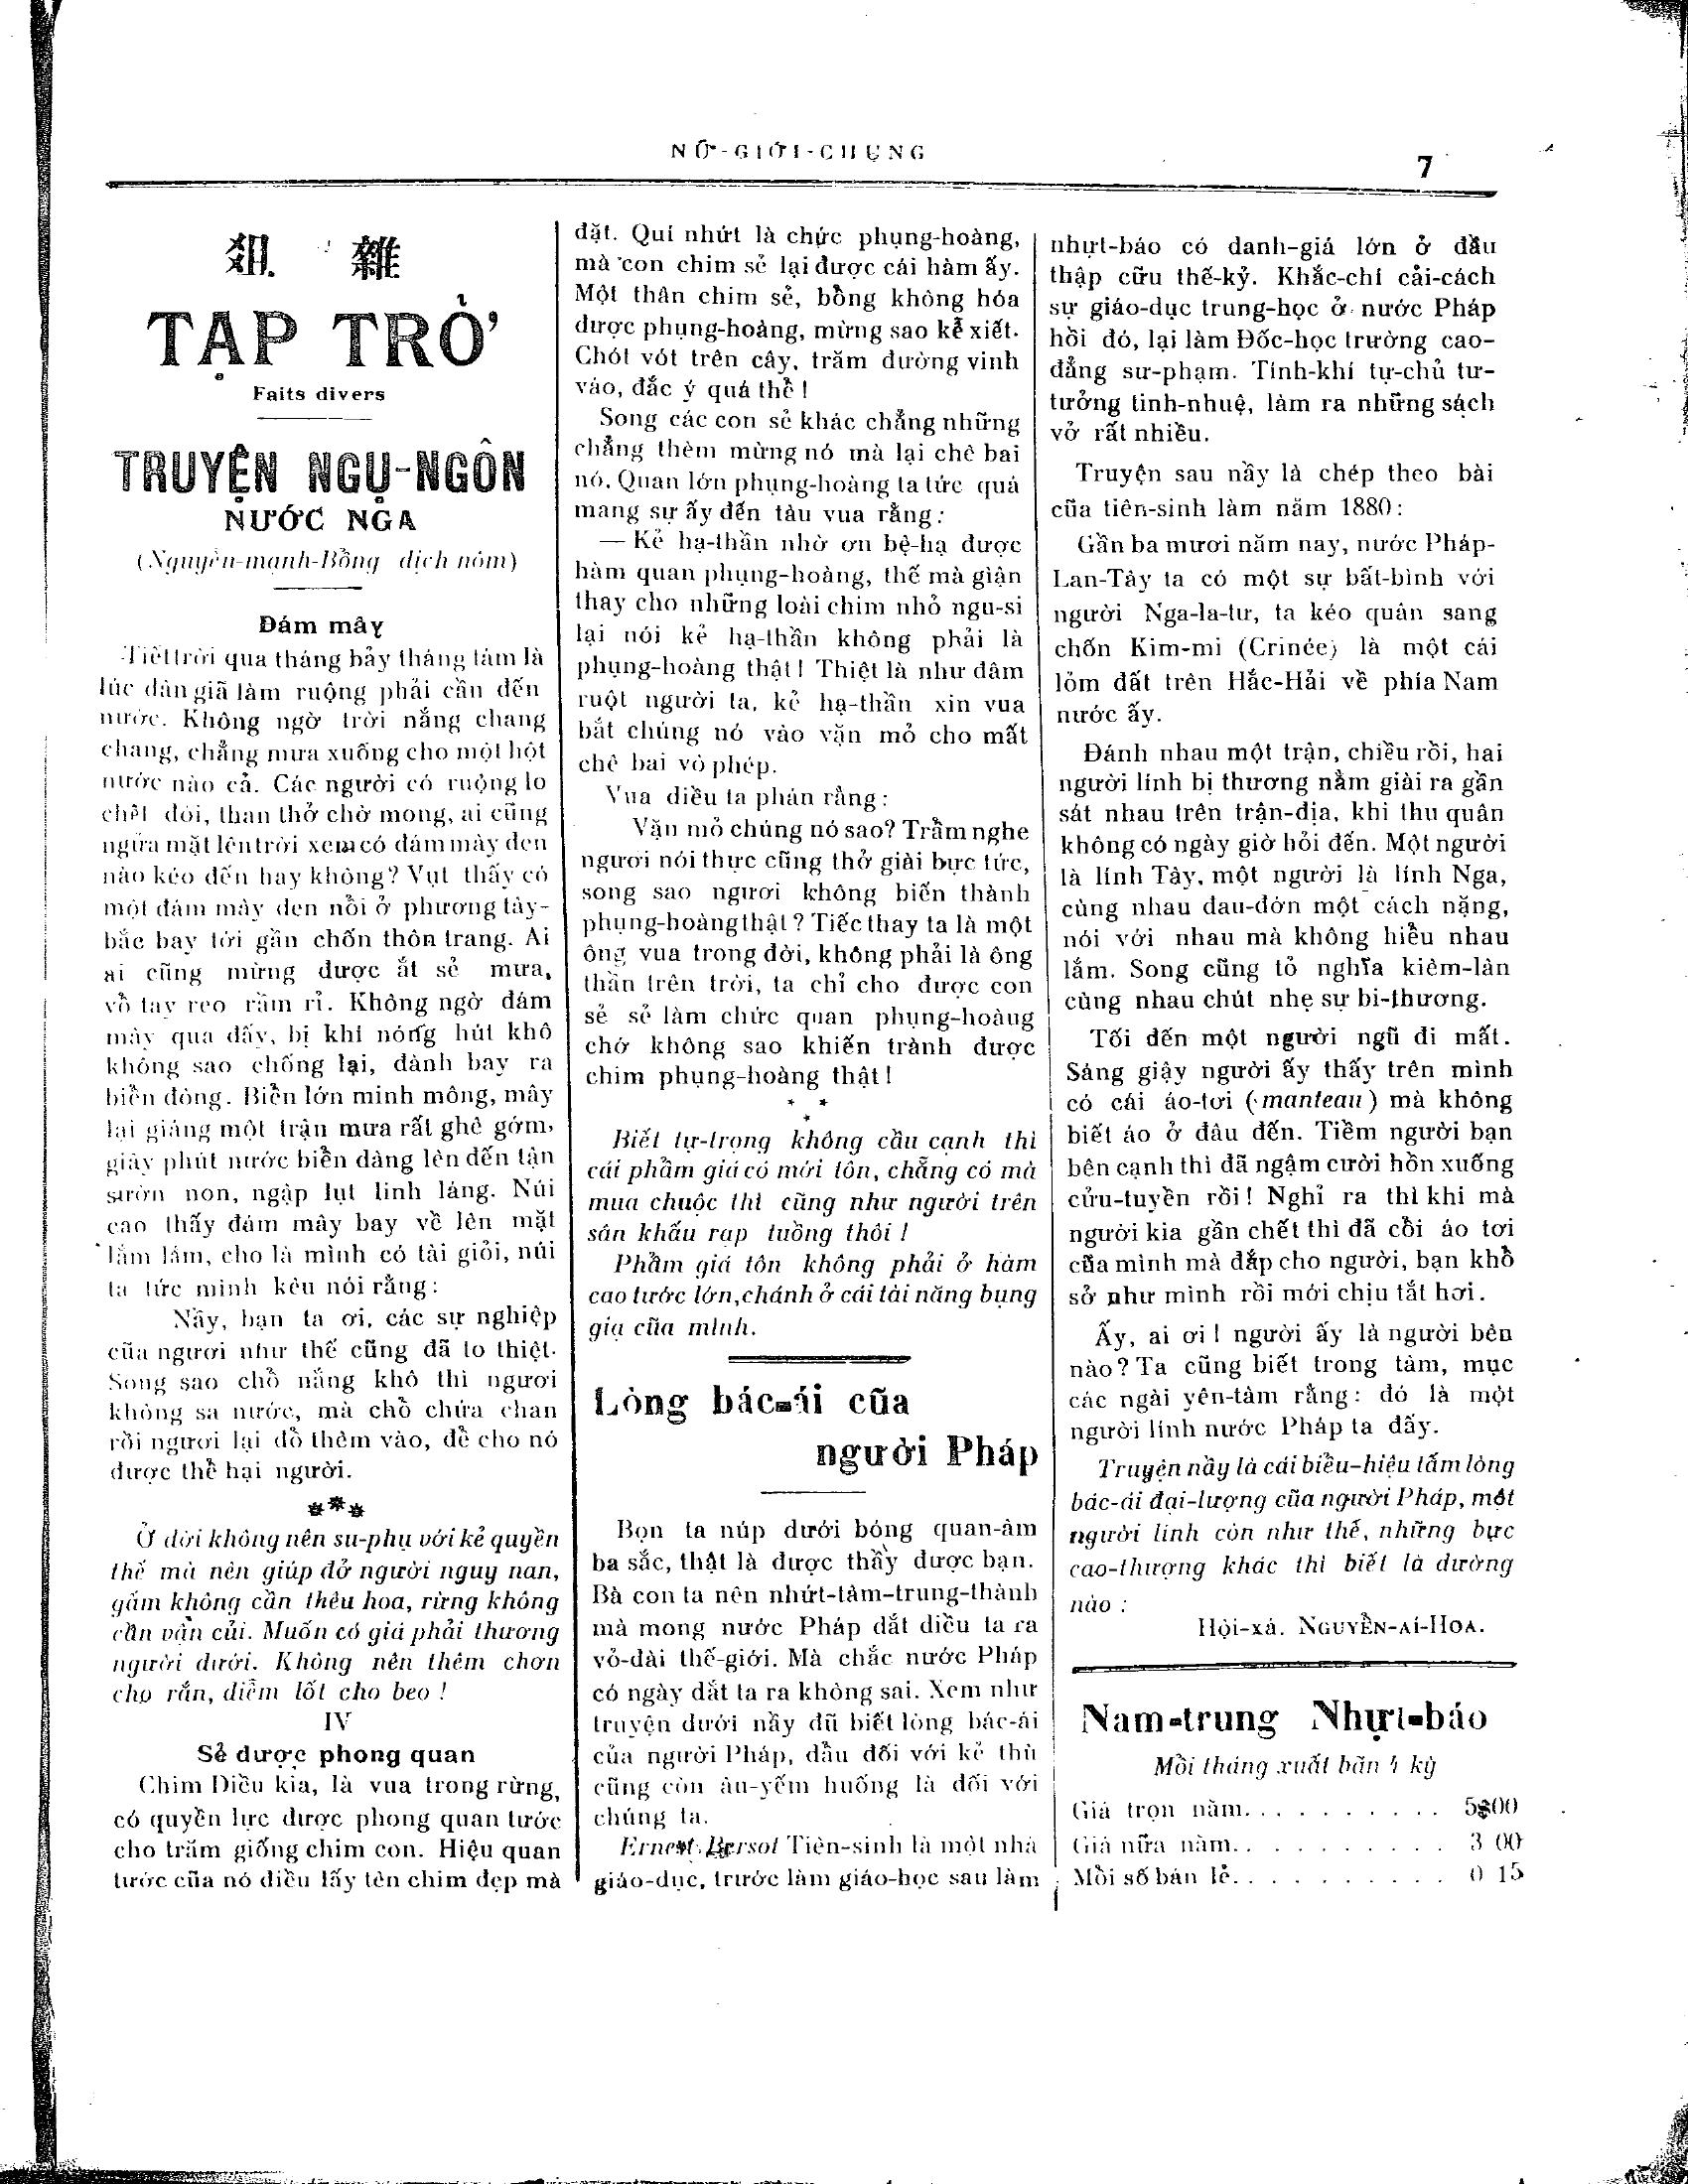 NỮ-GIỚI-CHUNG
7
俎 雜
TẠP TRỞ
Faits divers
TRUYỆN NGỤ-NGÔN
NƯỚC NGA
(Nguyễn-mạnh-Bồng dịch nôm)
Đám mây
Tiết trời qua tháng bảy tháng tám là
lúc dân giã làm ruộng phải cần đến
nước. Không ngờ trời nắng chang
chang, chẳng mưa xuống cho một hột
nước nào cả. Các người có ruộng lo
chết đói, than thở chờ mong, ai cũng
ngửa mặt lên trời xem có đám mây đen
nào kéo đến hay không? Vụt thấy có
một đám mây đen nổi ở phương tây-
bắc bay tới gần chốn thôn trang. Ai
ai cũng mừng được ắt sẻ mưa,
vổ tay reo rầm rỉ. Không ngờ đám
mây qua đấy, bị khí nóng hút khô
không sao chống lại, đành bay ra
biển đông. Biển lớn minh mông, mây
lại giáng một trận mưa rất ghê gớm,
giây phút nước biển dâng lên đến tận
sườn non, ngập lụt linh láng. Núi
cao thấy đám mây bay về lên mặt
lắm lắm, cho là mình có tài giỏi, núi
ta tức mình kêu nói rằng:
Nầy, bạn ta ơi, các sự nghiệp
cũa ngươi như thế cũng đã to thiệt.
Song sao chổ nắng khô thì ngươi
không sa nước, mà chổ chứa chan
rồi ngươi lại đổ thêm vào, để cho nó
được thể hại người.
***
Ở đời không nên su-phụ với kẻ quyền
thế mà nên giúp đở người nguy nan,
gấm không cần thêu hoa, rừng không
cần vận củi. Muốn có giá phải thương
người dưới. Không nên thêm chơn
cho rắn, điểm lốt cho beo!
IV
Sẻ được phong quan
Chim Diều kia, là vua trong rừng,
có quyền lực được phong quan tước
cho trăm giống chim con. Hiệu quan
tước cũa nó điều lấy tên chim đẹp mà
đặt. Quí nhứt là chức phụng-hoàng,
mà con chim sẻ lại được cái hàm ấy.
Một thân chim sẻ, bổng không hóa
được phụng-hoàng, mừng sao kể xiết.
Chót vót trên cây, trăm đường vinh
váo, đắc ý quá thể!
Song các con sẻ khác chẳng những
chẳng thèm mừng nó mà lại chê bai
nó. Quan lớn phụng-hoàng ta tức quá
mang sự ấy đến tàu vua rằng:
— Kẻ hạ-thần nhờ ơn bệ-hạ được
hàm quan phụng-hoàng, thế mà giận
thay cho những loài chim nhỏ ngu-si
lại nói kẻ hạ-thần không phải là
phụng-hoàng thật! Thiệt là như đâm
ruột người ta, kẻ hạ-thần xin vua
bắt chúng nó vào vặn mỏ cho mất
chê bai vô phép.
Vua diều ta phán rằng:
Vặn mỏ chúng nó sao? Trẫm nghe
ngươi nói thực cũng thở giài bực tức,
song sao ngươi không biến thành
phụng-hoàng thật? Tiếc thay ta là một
ông vua trong đời, không phải là ông
thần trên trời, ta chỉ cho được con
sẻ sẻ làm chức quan phụng-hoàng
chớ không sao khiến trành được
chim phụng-hoàng thật!
***
Biết tự-trọng không cầu cạnh thì
cái phẩm giá có mới tôn, chẳng có mà
mua chuộc thì cũng như người trên
sân khấu rạp tuồng thôi!
Phẩm giá tôn không phải ở hàm
cao tước lớn, chánh ở cái tài năng bụng
giạ cũa mình.
Lòng bác-ái cũa
người Pháp
Bọn ta núp dưới bóng quan-âm
ba sắc, thật là được thầy được bạn.
Bà con ta nên nhứt-tâm-trung-thành
mà mong nước Pháp dắt diều ta ra
vỏ-đài thế-giới. Mà chắc nước Pháp
có ngày dắt ta ra không sai. Xem như
truyện dưới nầy đũ biết lòng bác-ái
của người Pháp, dầu đối với kẻ thù
cũng còn âu-yếm huống là đối với
chúng ta.
Ernest Bersot Tiên-sinh là một nhà
giáo-dục, trước làm giáo-học sau làm
nhựt-báo có danh-giá lớn ở đầu
thập cữu thế-kỷ. Khắc-chí cải-cách
sự giáo-dục trung-học ở nước Pháp
hồi đó, lại làm Đốc-học trường cao-
đẳng sư-phạm. Tính-khí tự-chủ tư-
tưởng tinh-nhuệ, làm ra những sách
vở rất nhiều.
Truyện sau nầy là chép theo bài
cũa tiên-sinh làm năm 1880:
Gần ba mươi năm nay, nước Pháp-
Lan-Tây ta có một sự bất-bình với
người Nga-la-tư, ta kéo quân sang
chốn Kim-mi (Crinée) là một cái
lỏm đất trên Hắc-Hải về phía Nam
nước ấy.
Đánh nhau một trận, chiều rồi, hai
người lính bị thương nằm giài ra gần
sát nhau trên trận-địa, khi thu quân
không có ngày giờ hỏi đến. Một người
là lính Tây, một người là lính Nga,
cùng nhau đau-đớn một cách nặng,
nói với nhau mà không hiểu nhau
lắm. Song cũng tỏ nghĩa kiêm-lân
cùng nhau chút nhẹ sự bi-thương.
Tối đến một người ngũ đi mất.
Sáng giậy người ấy thấy trên mình
có cái áo-tơi (manteau) mà không
biết áo ở đâu đến. Tiềm người bạn
bên cạnh thì đã ngậm cười hồn xuống
cửu-tuyền rồi! Nghỉ ra thì khi mà
người kia gần chết thì đã cồi áo tơi
cũa mình mà đắp cho người, bạn khổ
sở như mình rồi mới chịu tắt hơi.
Ấy, ai ơi! người ấy là người bên
nào? Ta cũng biết trong tâm, mục
các ngài yên-tâm rằng: đó là một
người lính nước Pháp ta đấy.
Truyện nầy là cái biểu-hiệu tấm lòng
bác-ái đại-lượng cũa người Pháp, một
người lính còn như thế, những bực
cao-thượng khác thì biết là dường
nào:
Hội-xá. NGUYỄN-AÍ-HOA.
Nam-trung Nhựt-báo
Mồi tháng xuất bãn 4 kỳ
Giá trọn năm. . . . . . . . . . . 5$00
Giá nữa năm. . . . . . . . . . . 3 00
Mồi số bán lẻ. . . . . . . . . . . 0 15